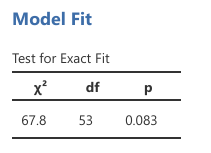 Model Fit
Test for Exact Fit
χ² df p
67.8 53 0.083